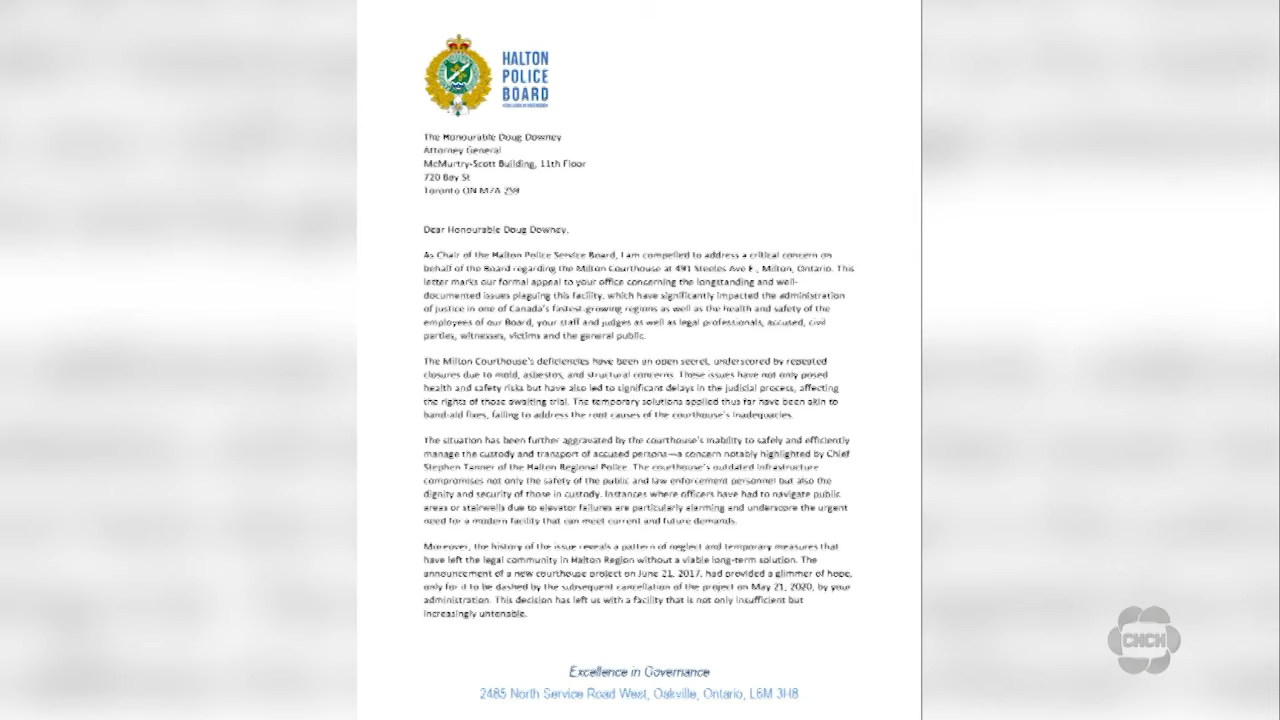 HALTON
POLICE
BOARD
The Honourable Doug Downey
Attorney General
McMurtry-Scott Building, 11th Floor
720 Bay St
Toronto ON M7A 2S9
Dear Honourable Doug Downey,
As Chair of the Halton Police Service Board, I am compelled to address a critical concern on
behalf of the Board regarding the Milton Courthouse at 491 Steeles Ave E., Milton, Ontario. This
letter marks our formal appeal to your office concerning the longstanding and well-
documented issues plaguing this facility, which have significantly impacted the administration
of justice in one of Canada's fastest-growing regions as well as the health and safety of the
employees of our Board, your staff and judges as well as legal professionals, accused, civil
parties, witnesses, victims and the general public.
The Milton Courthouse's deficiencies have been an open secret, underscored by repeated
closures due to mold, asbestos, and structural concerns. These issues have not only posed
health and safety risks but have also led to significant delays in the judicial process, affecting
the rights of those awaiting trial. The temporary solutions applied thus far have been akin to
band-aid fixes, failing to address the root causes of the courthouse's inadequacies.
The situation has been further aggravated by the courthouse's inability to safely and efficiently
manage the custody and transport of accused persons—a concern notably highlighted by Chief
Stephen Tanner of the Halton Regional Police. The courthouse's outdated infrastructure
compromises not only the safety of the public and law enforcement personnel but also the
dignity and security of those in custody. Instances where officers have had to navigate public
areas or stairwells due to elevator failures are particularly alarming and underscore the urgent
need for a modern facility that can meet current and future demands.
Moreover, the history of the issue reveals a pattern of neglect and temporary measures that
have left the legal community in Halton Region without a viable long-term solution. The
announcement of a new courthouse project on June 21, 2017, had provided a glimmer of hope,
only for it to be dashed by the subsequent cancellation of the project on May 21, 2020, by your
administration. This decision has left us with a facility that is not only insufficient but
increasingly untenable.
Excellence in Governance
2485 North Service Road West, Oakville, Ontario, L6M 3H8
CHCH